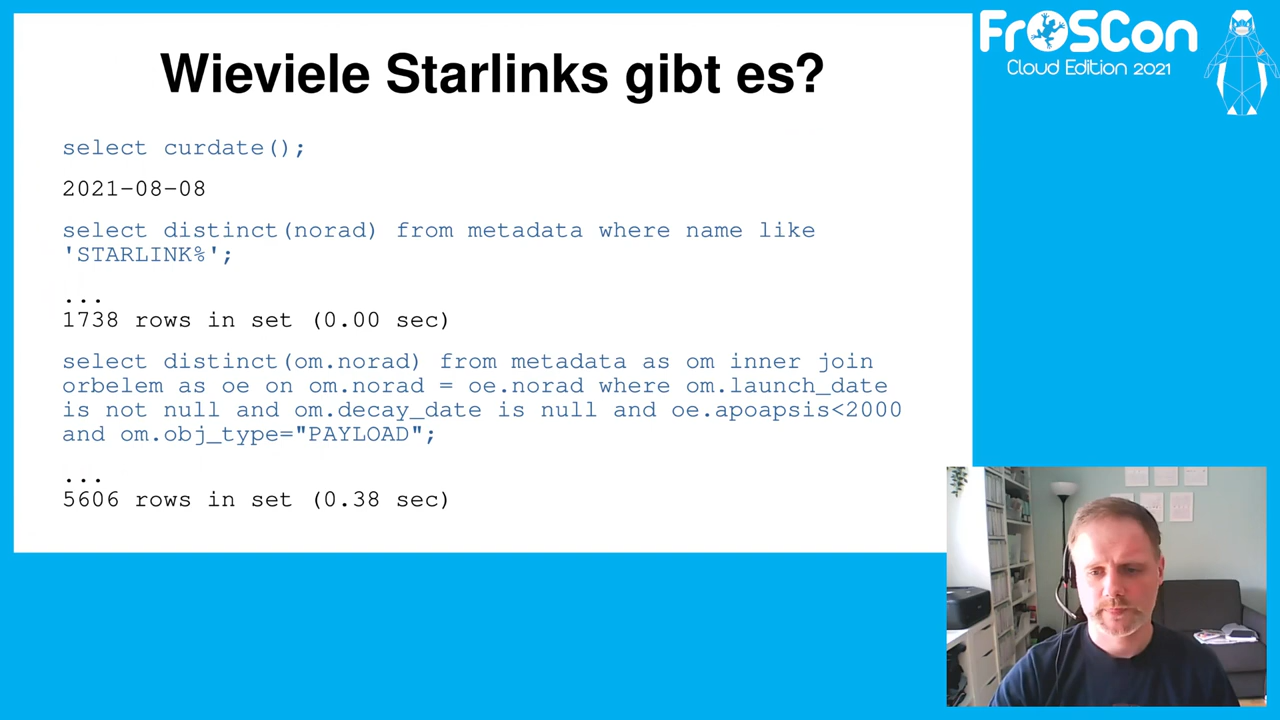 Wieviele Starlinks gibt es?
select curdate();
2021-08-08
select distinct(norad) from metadata where name like
'STARLINK%';
...
1738 rows in set (0.00 sec)
select distinct(om.norad) from metadata as om inner join
orbelem as oe on om.norad = oe.norad where om.launch_date
is not null and om.decay_date is null and oe.apoapsis<2000
and om.obj_type="PAYLOAD";
...
5606 rows in set (0.38 sec)
FrOSCon
Cloud Edition 2021